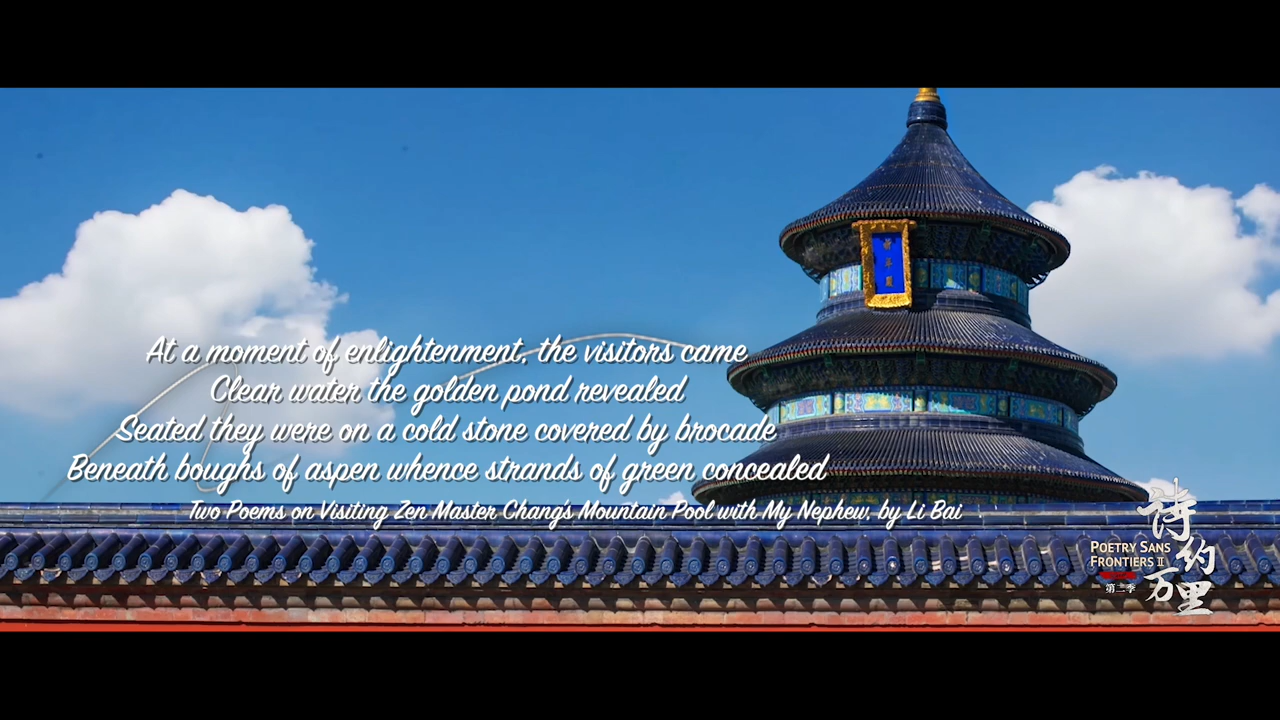 At a moment of enlightenment, the visitors came
Clear water the golden pond revealed
Seated they were on a cold stone covered by brocade
Beneath boughs of aspen whence strands of green concealed
Two Poems on Visiting Zen Master Chang's Mountain Pool with My Nephew, by Li Bai
诗约万里
POETRY SANS
FRONTIERS II
第二季